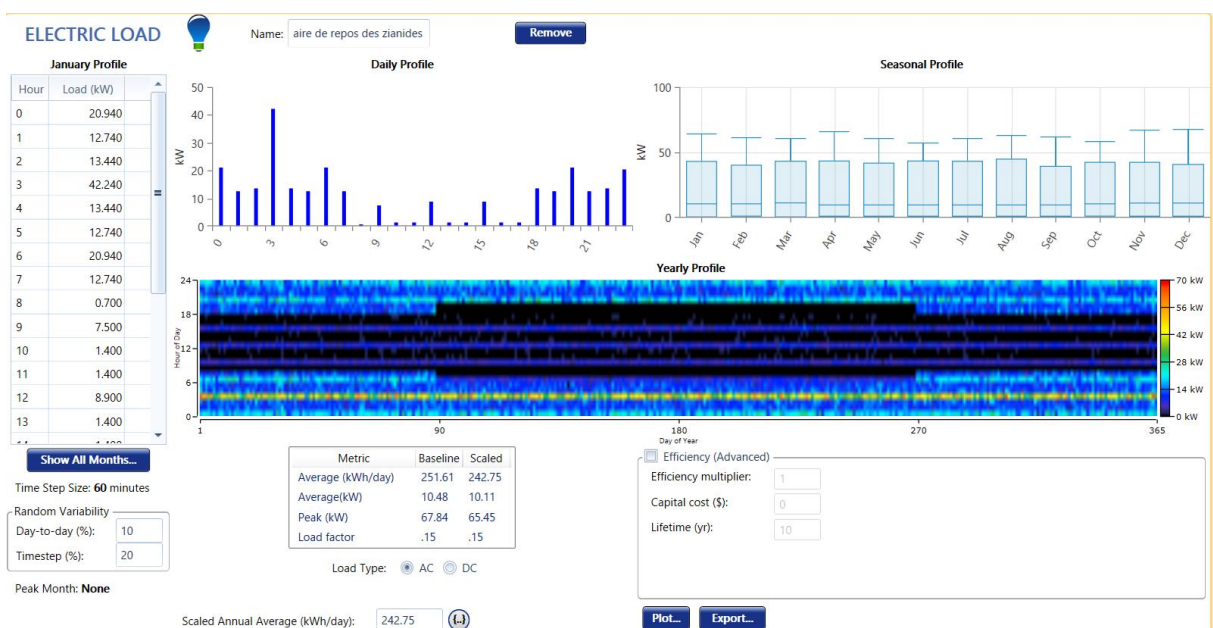 ELECTRIC LOAD
Name: aire de repos des zianides
Remove
January Profile
Hour Load (kW)
0 20.940
1 12.740
2 13.440
3 42.240
4 13.440
5 12.740
6 20.940
7 12.740
8 0.700
9 7.500
10 1.400
11 1.400
12 8.900
13 1.400
Show All Months...
Time Step Size: 60 minutes
Random Variability
Day-to-day (%): 10
Timestep (%): 20
Peak Month: None
Daily Profile
kW
50
40
30
20
10
0
0 3 6 9 12 15 18 21
Seasonal Profile
kW
100
50
0
Jan Feb Mar Apr May Jun Jul Aug Sep Oct Nov Dec
Yearly Profile
Hour of Day
24
18
12
6
0
1 90 180 270 365
Day of Year
70 kW
56 kW
42 kW
28 kW
14 kW
0 kW
Metric Baseline Scaled
Average (kWh/day) 251.61 242.75
Average(kW) 10.48 10.11
Peak (kW) 67.84 65.45
Load factor .15 .15
Load Type: AC DC
Scaled Annual Average (kWh/day): 242.75 {..}
Efficiency (Advanced)
Efficiency multiplier: 1
Capital cost ($): 0
Lifetime (yr): 10
Plot... Export...